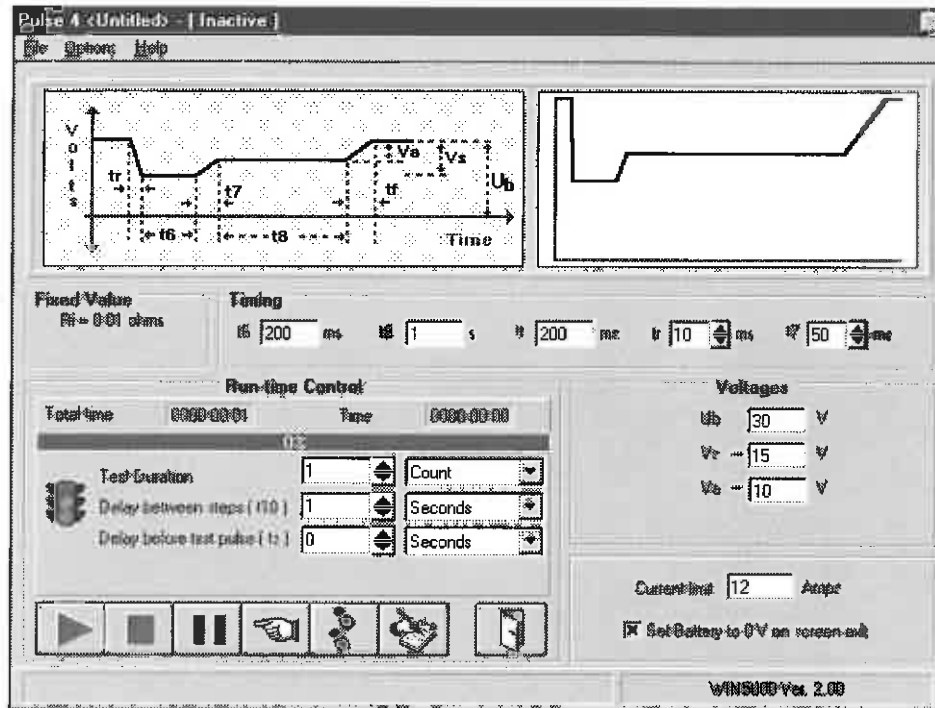 Pulse 4 <Untitled> - [ Inactive ]
File Options Help
Volts
tr
t7
Va
Vs
Ub
tf
t6
t8
Time
Fixed Value
Ri = 0.01 ohms
Timing
t6 200 ms
t8 1 s
tf 200 ms
tr 10 ms
t7 50 ms
Run-time Control
Total time 0000:00:01 Time 0000:00:00
0%
Test Duration 1 Count
Delay between steps ( t10 ) 1 Seconds
Delay before test pulse ( 0 Seconds
Voltages
Ub 30 V
15 V
Va - 10 V
Current limit 12 Amps
Set Battery to 0 V on screen exit
WIN5000 Ver. 2.00